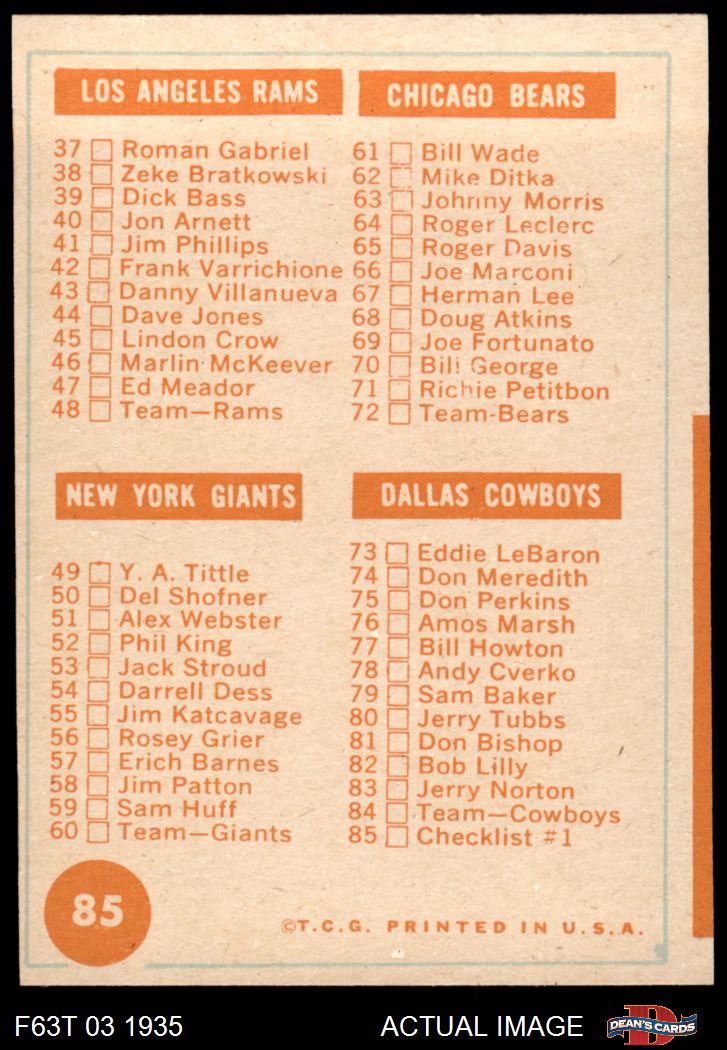 LOS ANGELES RAMS
37 Roman Gabriel
38 Zeke Bratkowski
39 Dick Bass
40 Jon Arnett
41 Jim Phillips
42 Frank Varrichione
43 Danny Villanueva
44 Dave Jones
45 Lindon Crow
46 Marlin McKeever
47 Ed Meador
48 Team—Rams
CHICAGO BEARS
61 Bill Wade
62 Mike Ditka
63 Johnny Morris
64 Roger Leclerc
65 Roger Davis
66 Joe Marconi
67 Herman Lee
68 Doug Atkins
69 Joe Fortunato
70 Bill George
71 Richie Petitbon
72 Team-Bears
NEW YORK GIANTS
49 Y. A. Tittle
50 Del Shofner
51 Alex Webster
52 Phil King
53 Jack Stroud
54 Darrell Dess
55 Jim Katcavage
56 Rosey Grier
57 Erich Barnes
58 Jim Patton
59 Sam Huff
60 Team—Giants
DALLAS COWBOYS
73 Eddie LeBaron
74 Don Meredith
75 Don Perkins
76 Amos Marsh
77 Bill Howton
78 Andy Cverko
79 Sam Baker
80 Jerry Tubbs
81 Don Bishop
82 Bob Lilly
83 Jerry Norton
84 Team—Cowboys
85 Checklist #1
85
©T.C.G. PRINTED IN U.S.A.
F63T 03 1935
ACTUAL IMAGE
DEAN'S CARDS